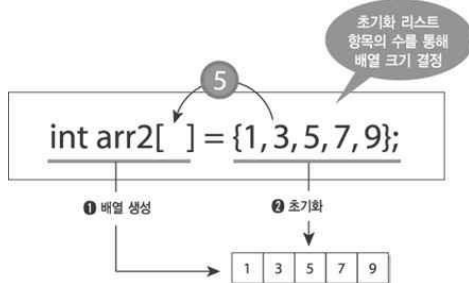 초기화 리스트
항목의 수를 통해
배열 크기 결정
5
int arr2[ ] = {1, 3, 5, 7, 9};
❶ 배열 생성
❷ 초기화
1 3 5 7 9